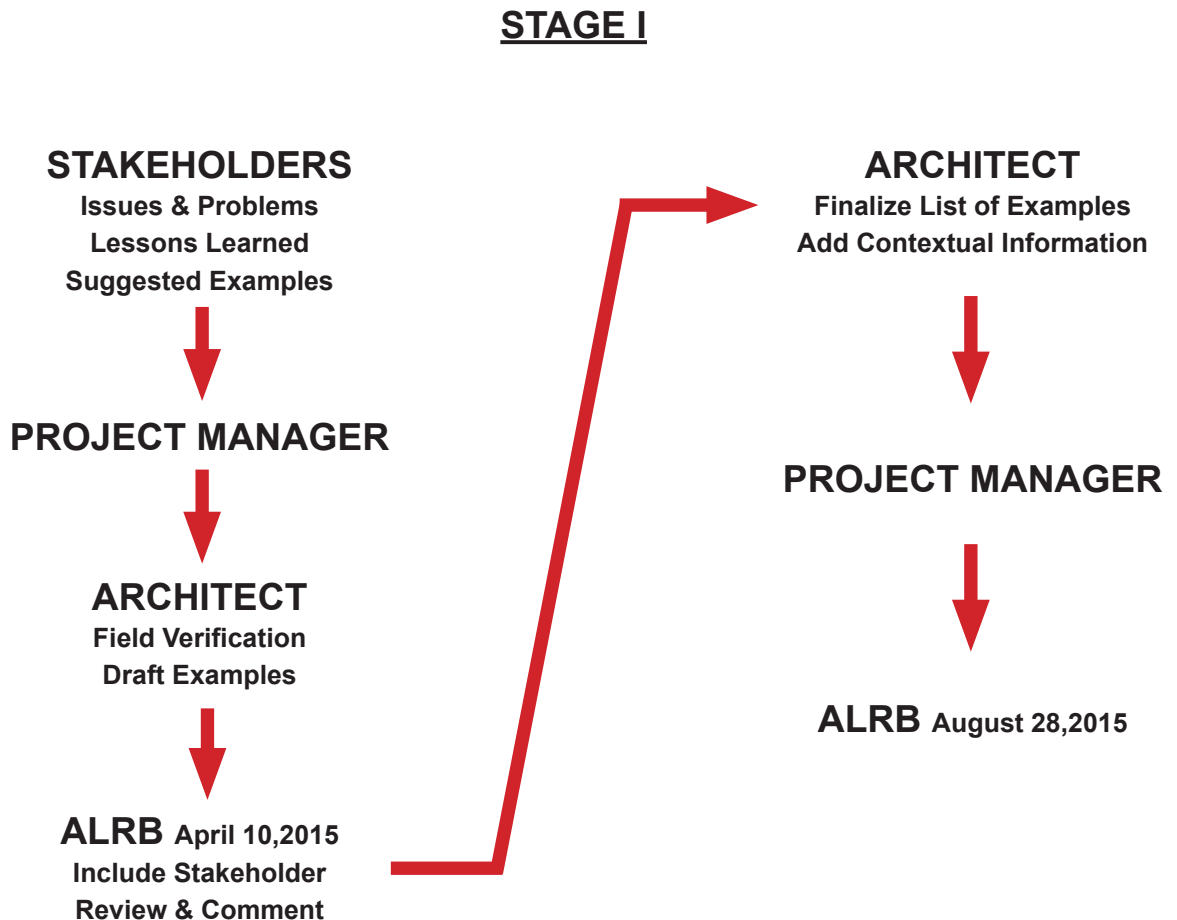 STAGE I
STAKEHOLDERS
Issues & Problems
Lessons Learned
Suggested Examples
PROJECT MANAGER
ARCHITECT
Field Verification
Draft Examples
ALRB April 10,2015
Include Stakeholder
Review & Comment
ARCHITECT
Finalize List of Examples
Add Contextual Information
PROJECT MANAGER
ALRB August 28,2015